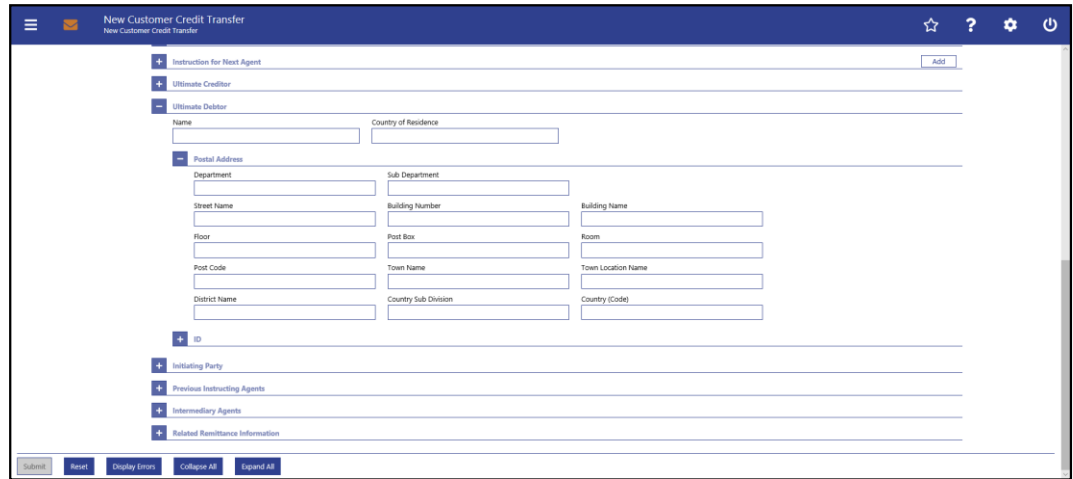 New Customer Credit Transfer
New Customer Credit Transfer
Instruction for Next Agent Add
Ultimate Creditor
Ultimate Debtor
Name Country of Residence
Postal Address
Department Sub Department
Street Name Building Number Building Name
Floor Post Box Room
Post Code Town Name Town Location Name
District Name Country Sub Division Country (Code)
ID
Initiating Party
Previous Instructing Agents
Intermediary Agents
Related Remittance Information
Submit Reset Display Errors Collapse All Expand All